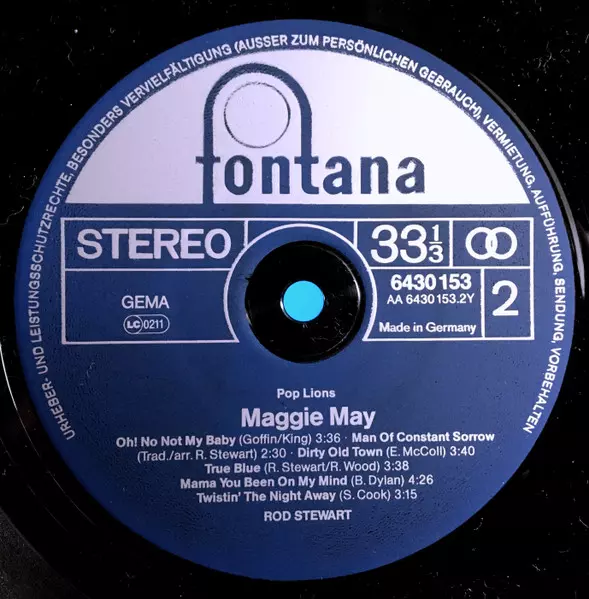 URHEBER- UND LEISTUNGSSCHUTZRECHTE, BESONDERS VERVIELFÄLTIGUNG (AUSSER ZUM PERSÖNLICHEN GEBRAUCH), VERMIETUNG, AUFFÜHRUNG, SENDUNG, VORBEHALTEN
fontana
STEREO 33 1/3
6430 153
AA 6430 153.2Y
GEMA 2
LC 0211
Made in Germany
Pop Lions
Maggie May
Oh! No Not My Baby (Goffin/King) 3:36 · Man Of Constant Sorrow
(Trad./arr. R. Stewart) 2:30 · Dirty Old Town (E. McColl) 3:40
True Blue (R. Stewart/R. Wood) 3:38
Mama You Been On My Mind (B. Dylan) 4:26
Twistin' The Night Away (S. Cook) 3:15
ROD STEWART